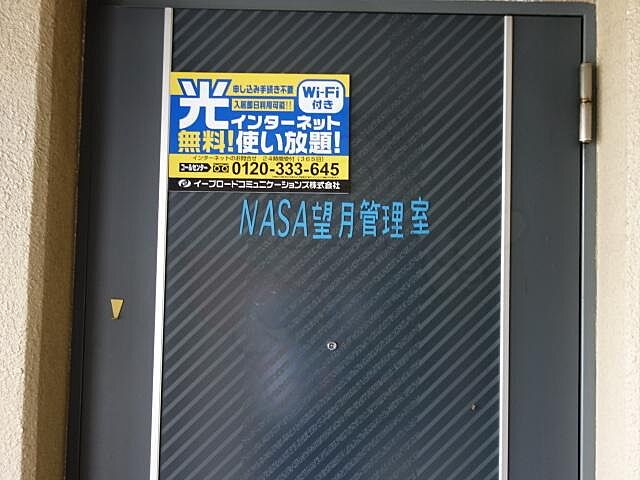 申し込み手続き不要
入居即日利用可能!!
Wi-Fi
付き
光インターネット
無料!使い放題!
インターネットのお問合せ 24時間受付(365日)
コールセンター 0120-333-645
イーブロードコミュニケーションズ株式会社
NASA望月管理室